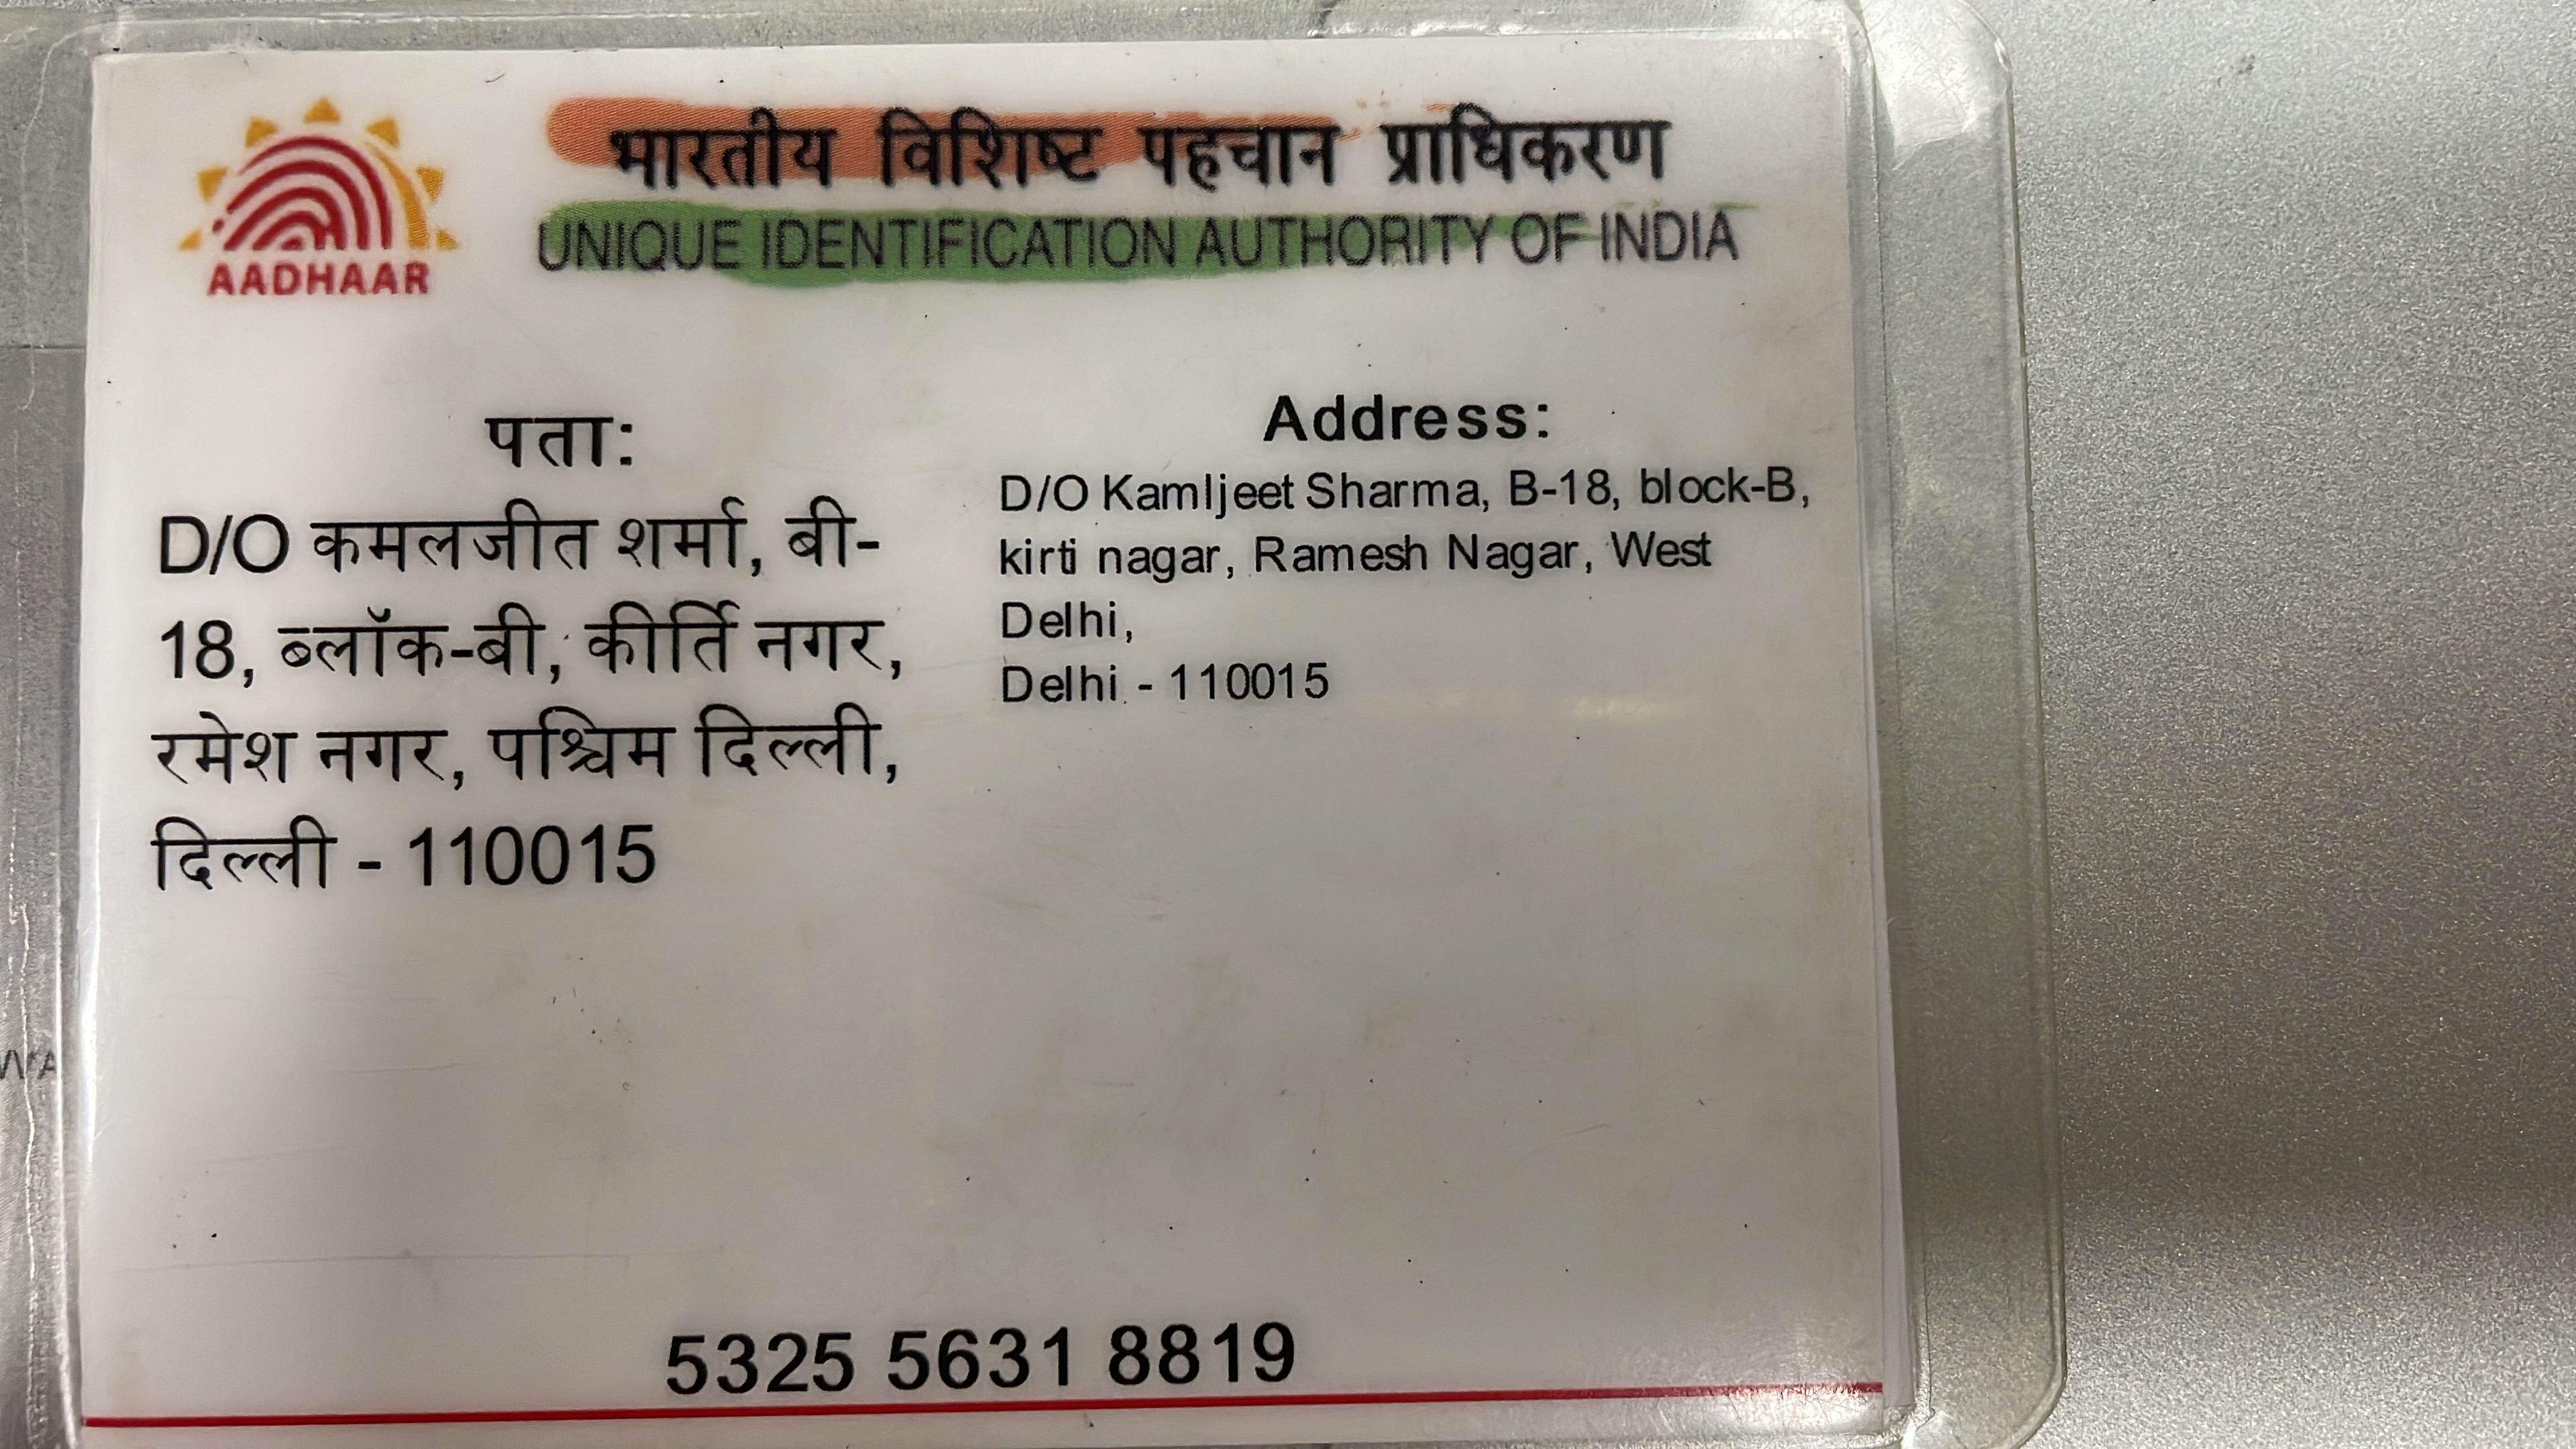 भारतीय विशिष्ट पहचान प्राधिकरण
UNIQUE IDENTIFICATION AUTHORITY OF INDIA
AADHAAR
पता:
D/O कमलजीत शर्मा, बी-
18, ब्लॉक-बी, कीर्ति नगर,
रमेश नगर, पश्चिम दिल्ली,
दिल्ली - 110015
Address:
D/O Kamljeet Sharma, B-18, block-B,
kirti nagar, Ramesh Nagar, West
Delhi,
Delhi - 110015
5325 5631 8819